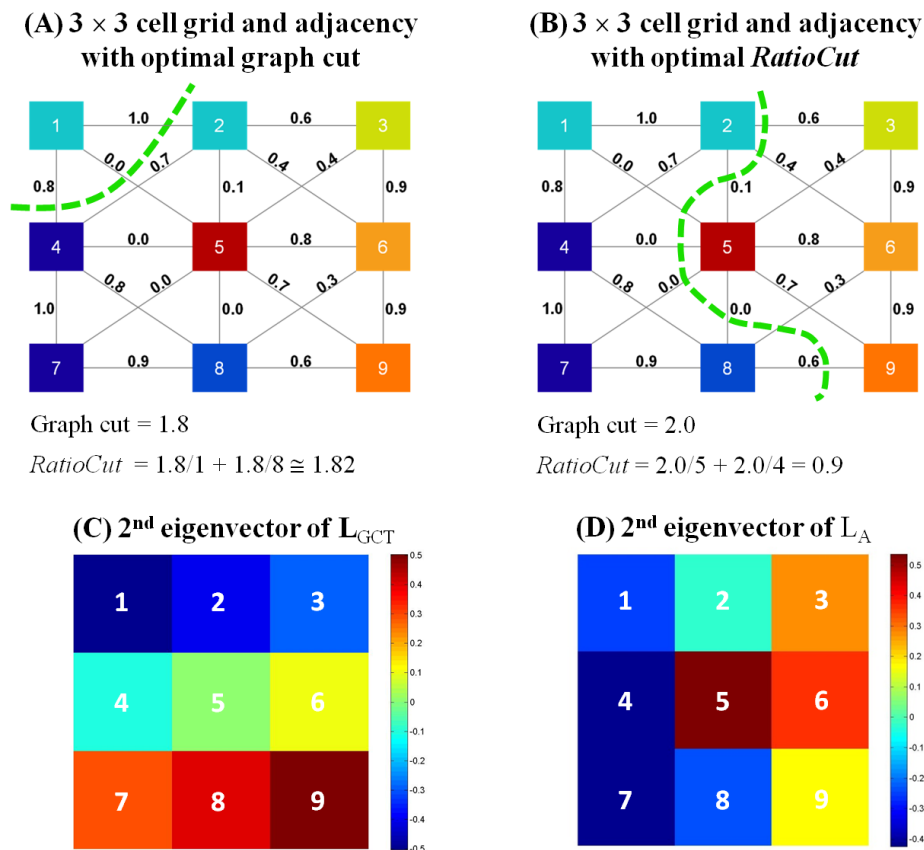 (A) 3 × 3 cell grid and adjacency
with optimal graph cut
1 1.0 2 0.6 3
0.0 0.7 0.4 0.4
0.8 0.1 0.9
4 0.0 5 0.8 6
0.8 0.0 0.7 0.3
1.0 0.0 0.9
7 0.9 8 0.6 9
Graph cut = 1.8
RatioCut = 1.8/1 + 1.8/8 ≅ 1.82
(B) 3 × 3 cell grid and adjacency
with optimal RatioCut
1 1.0 2 0.6 3
0.0 0.7 0.4 0.4
0.8 0.1 0.9
4 0.0 5 0.8 6
0.8 0.0 0.7 0.3
1.0 0.0 0.9
7 0.9 8 0.6 9
Graph cut = 2.0
RatioCut = 2.0/5 + 2.0/4 = 0.9
(C) 2nd eigenvector of LGCT
1 2 3
4 5 6
7 8 9
0.5
0.4
0.3
0.2
0.1
0
-0.1
-0.2
-0.3
-0.4
-0.5
(D) 2nd eigenvector of LA
1 2 3
4 5 6
7 8 9
0.5
0.4
0.3
0.2
0.1
0
-0.1
-0.2
-0.3
-0.4